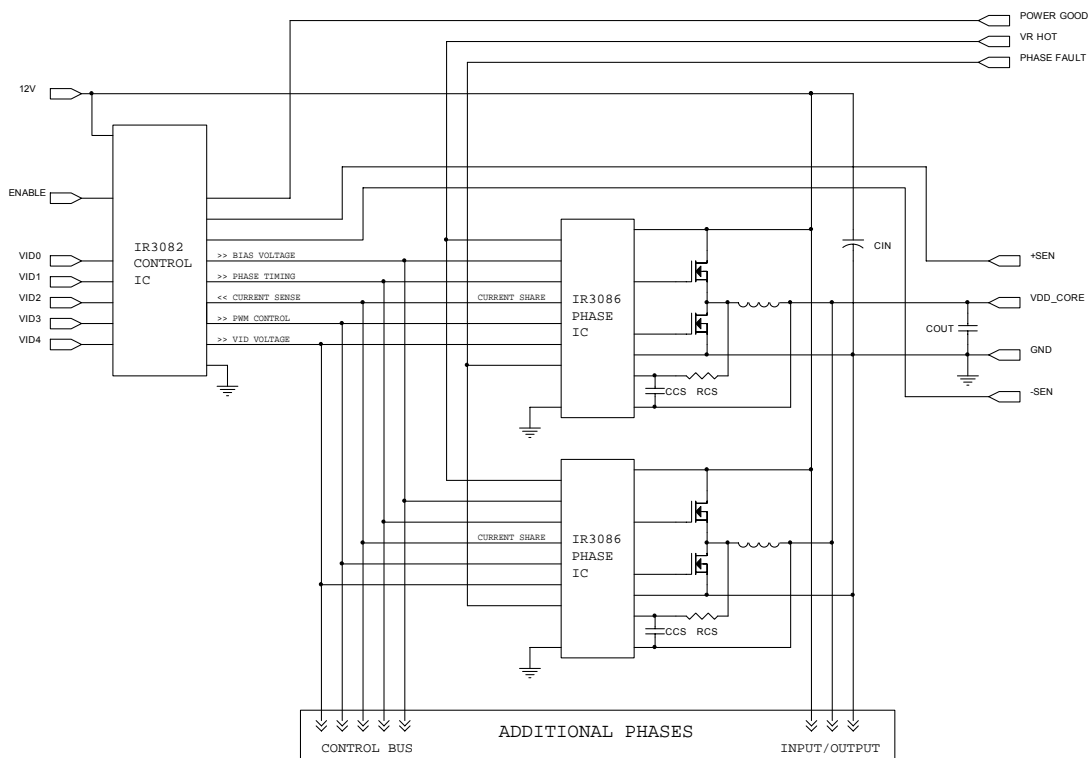 POWER GOOD
VR HOT
PHASE FAULT
12V
ENABLE
VID0
VID1
VID2
VID3
VID4
IR3082
CONTROL
IC
>> BIAS VOLTAGE
>> PHASE TIMING
<< CURRENT SENSE
>> PWM CONTROL
>> VID VOLTAGE
CURRENT SHARE
IR3086
PHASE
IC
CCS RCS
CIN
+SEN
VDD_CORE
COUT
GND
-SEN
CURRENT SHARE
IR3086
PHASE
IC
CCS RCS
ADDITIONAL PHASES
CONTROL BUS
INPUT/OUTPUT